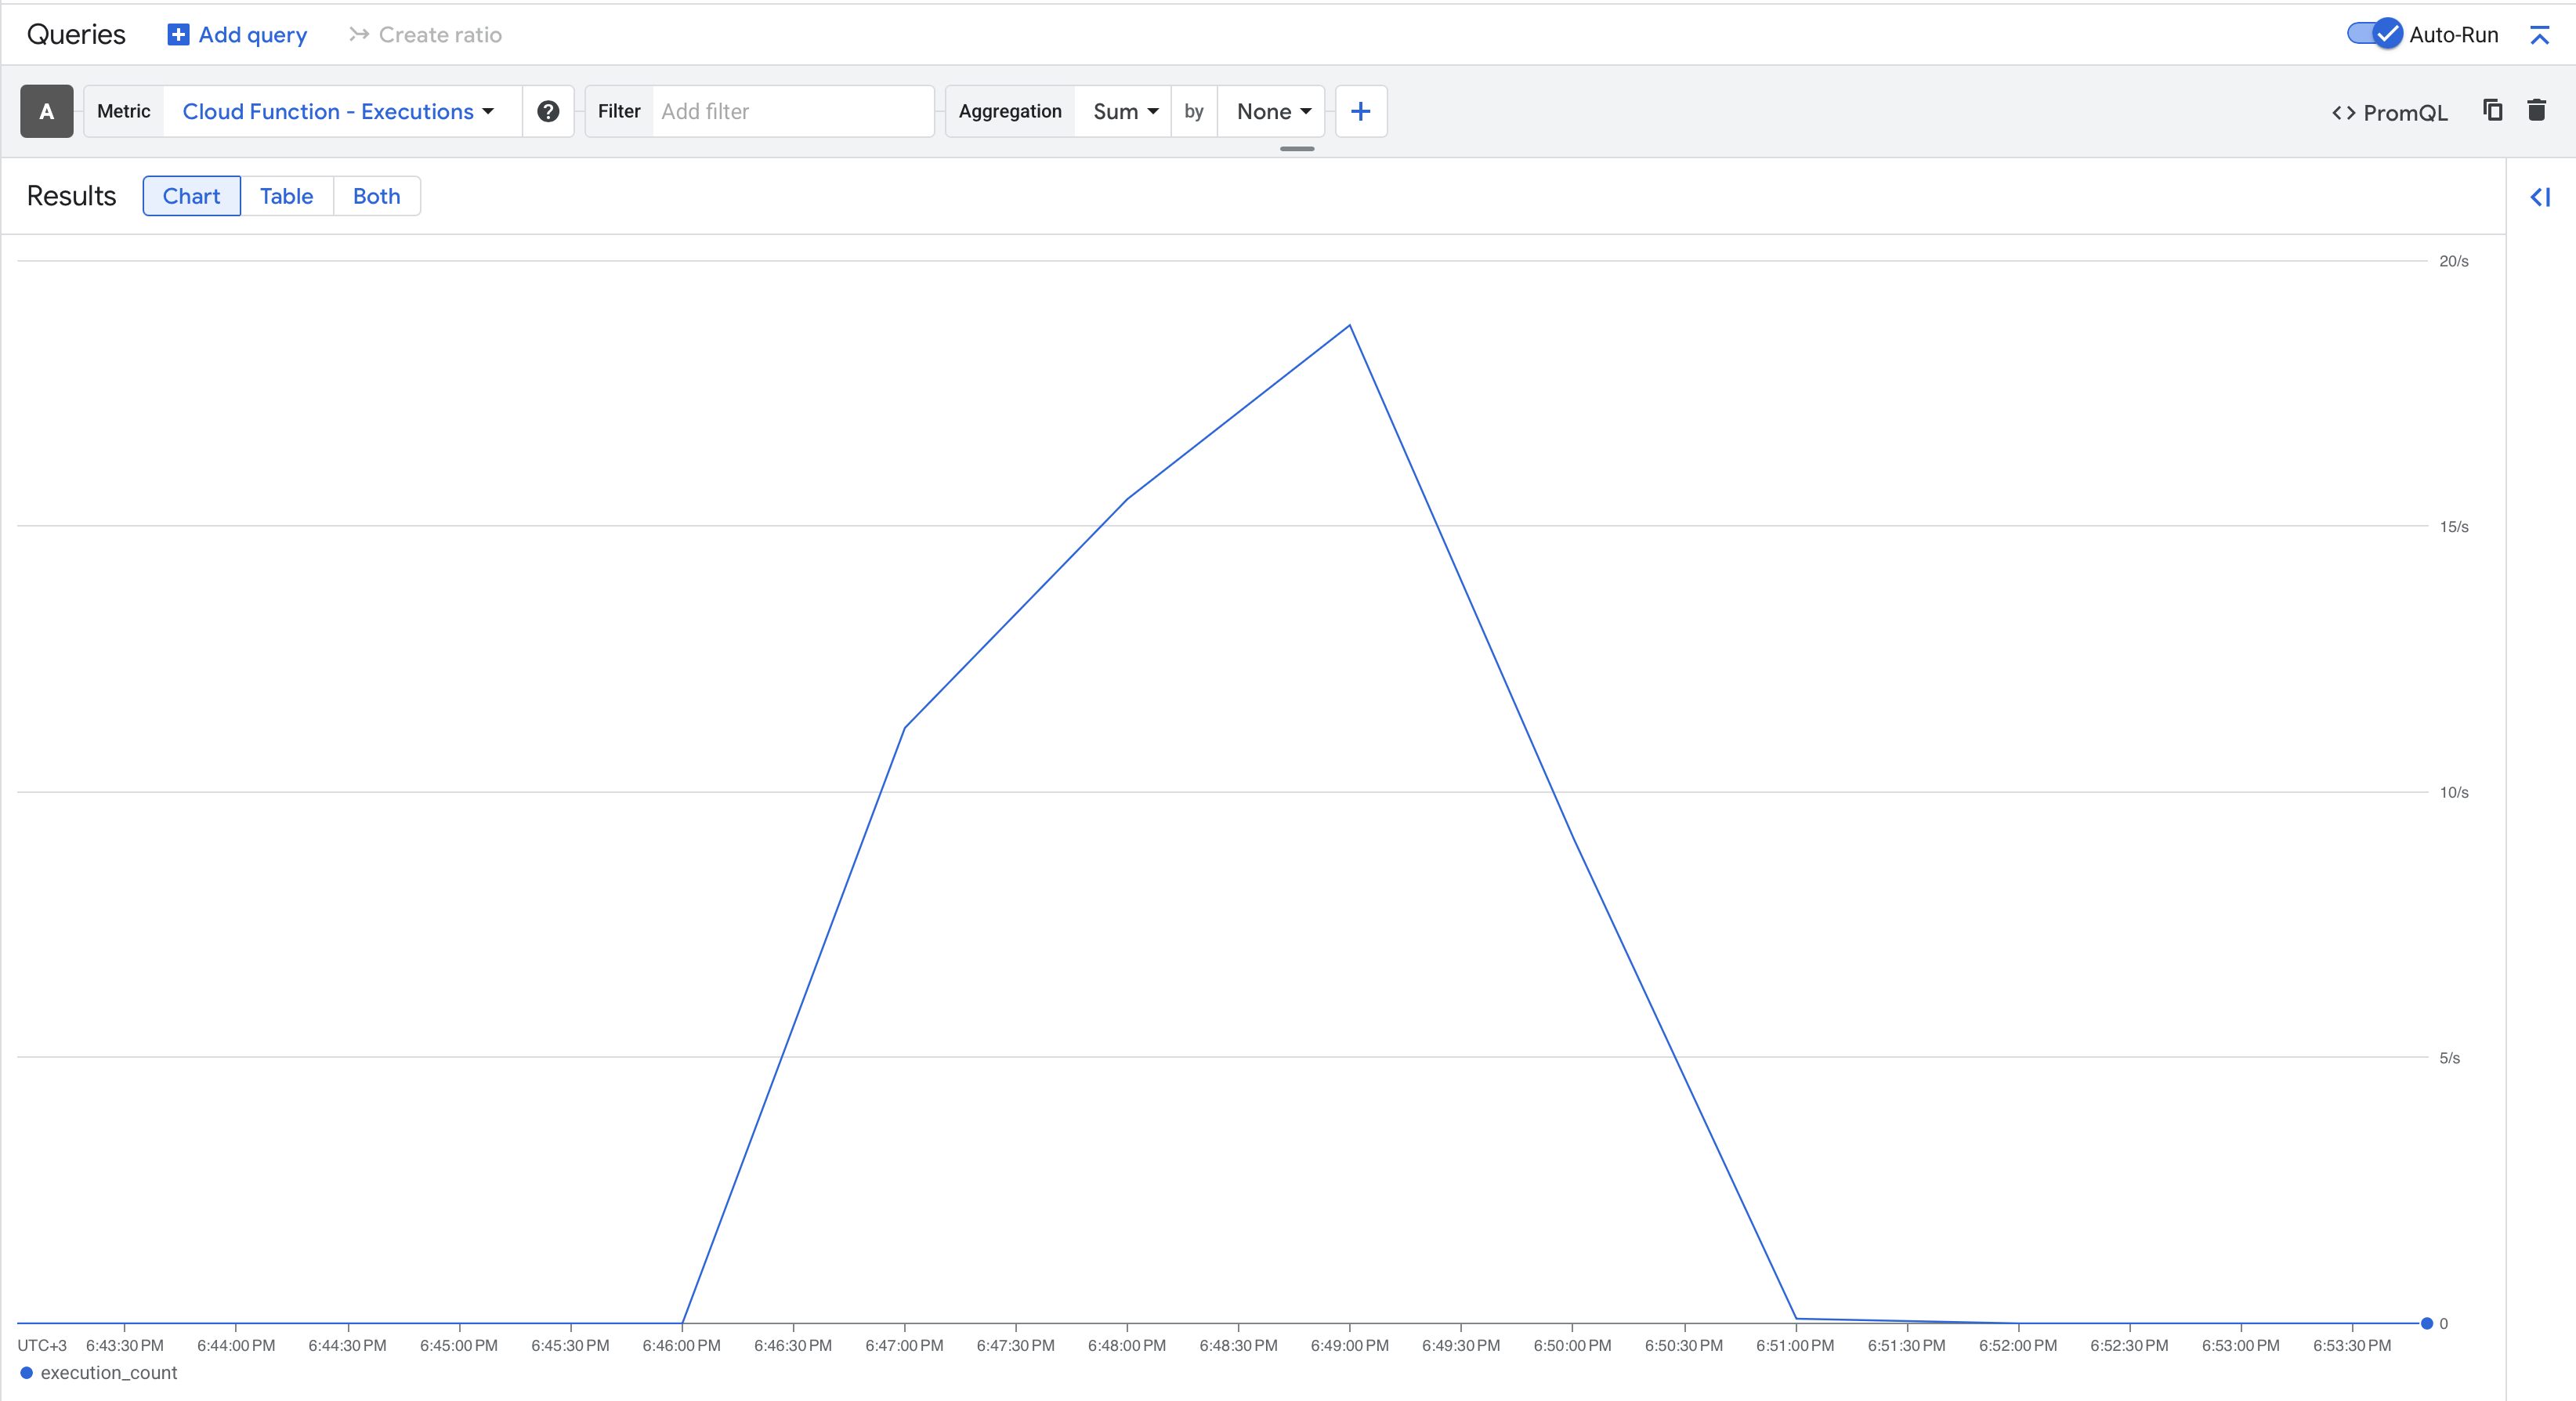 Queries Add query Create ratio Auto-Run
A Metric Cloud Function - Executions ? Filter Add filter Aggregation Sum by None + <> PromQL
Results Chart Table Both
20/s
15/s
10/s
5/s
0
UTC+3 6:43:30 PM 6:44:00 PM 6:44:30 PM 6:45:00 PM 6:45:30 PM 6:46:00 PM 6:46:30 PM 6:47:00 PM 6:47:30 PM 6:48:00 PM 6:48:30 PM 6:49:00 PM 6:49:30 PM 6:50:00 PM 6:50:30 PM 6:51:00 PM 6:51:30 PM 6:52:00 PM 6:52:30 PM 6:53:00 PM 6:53:30 PM
execution_count